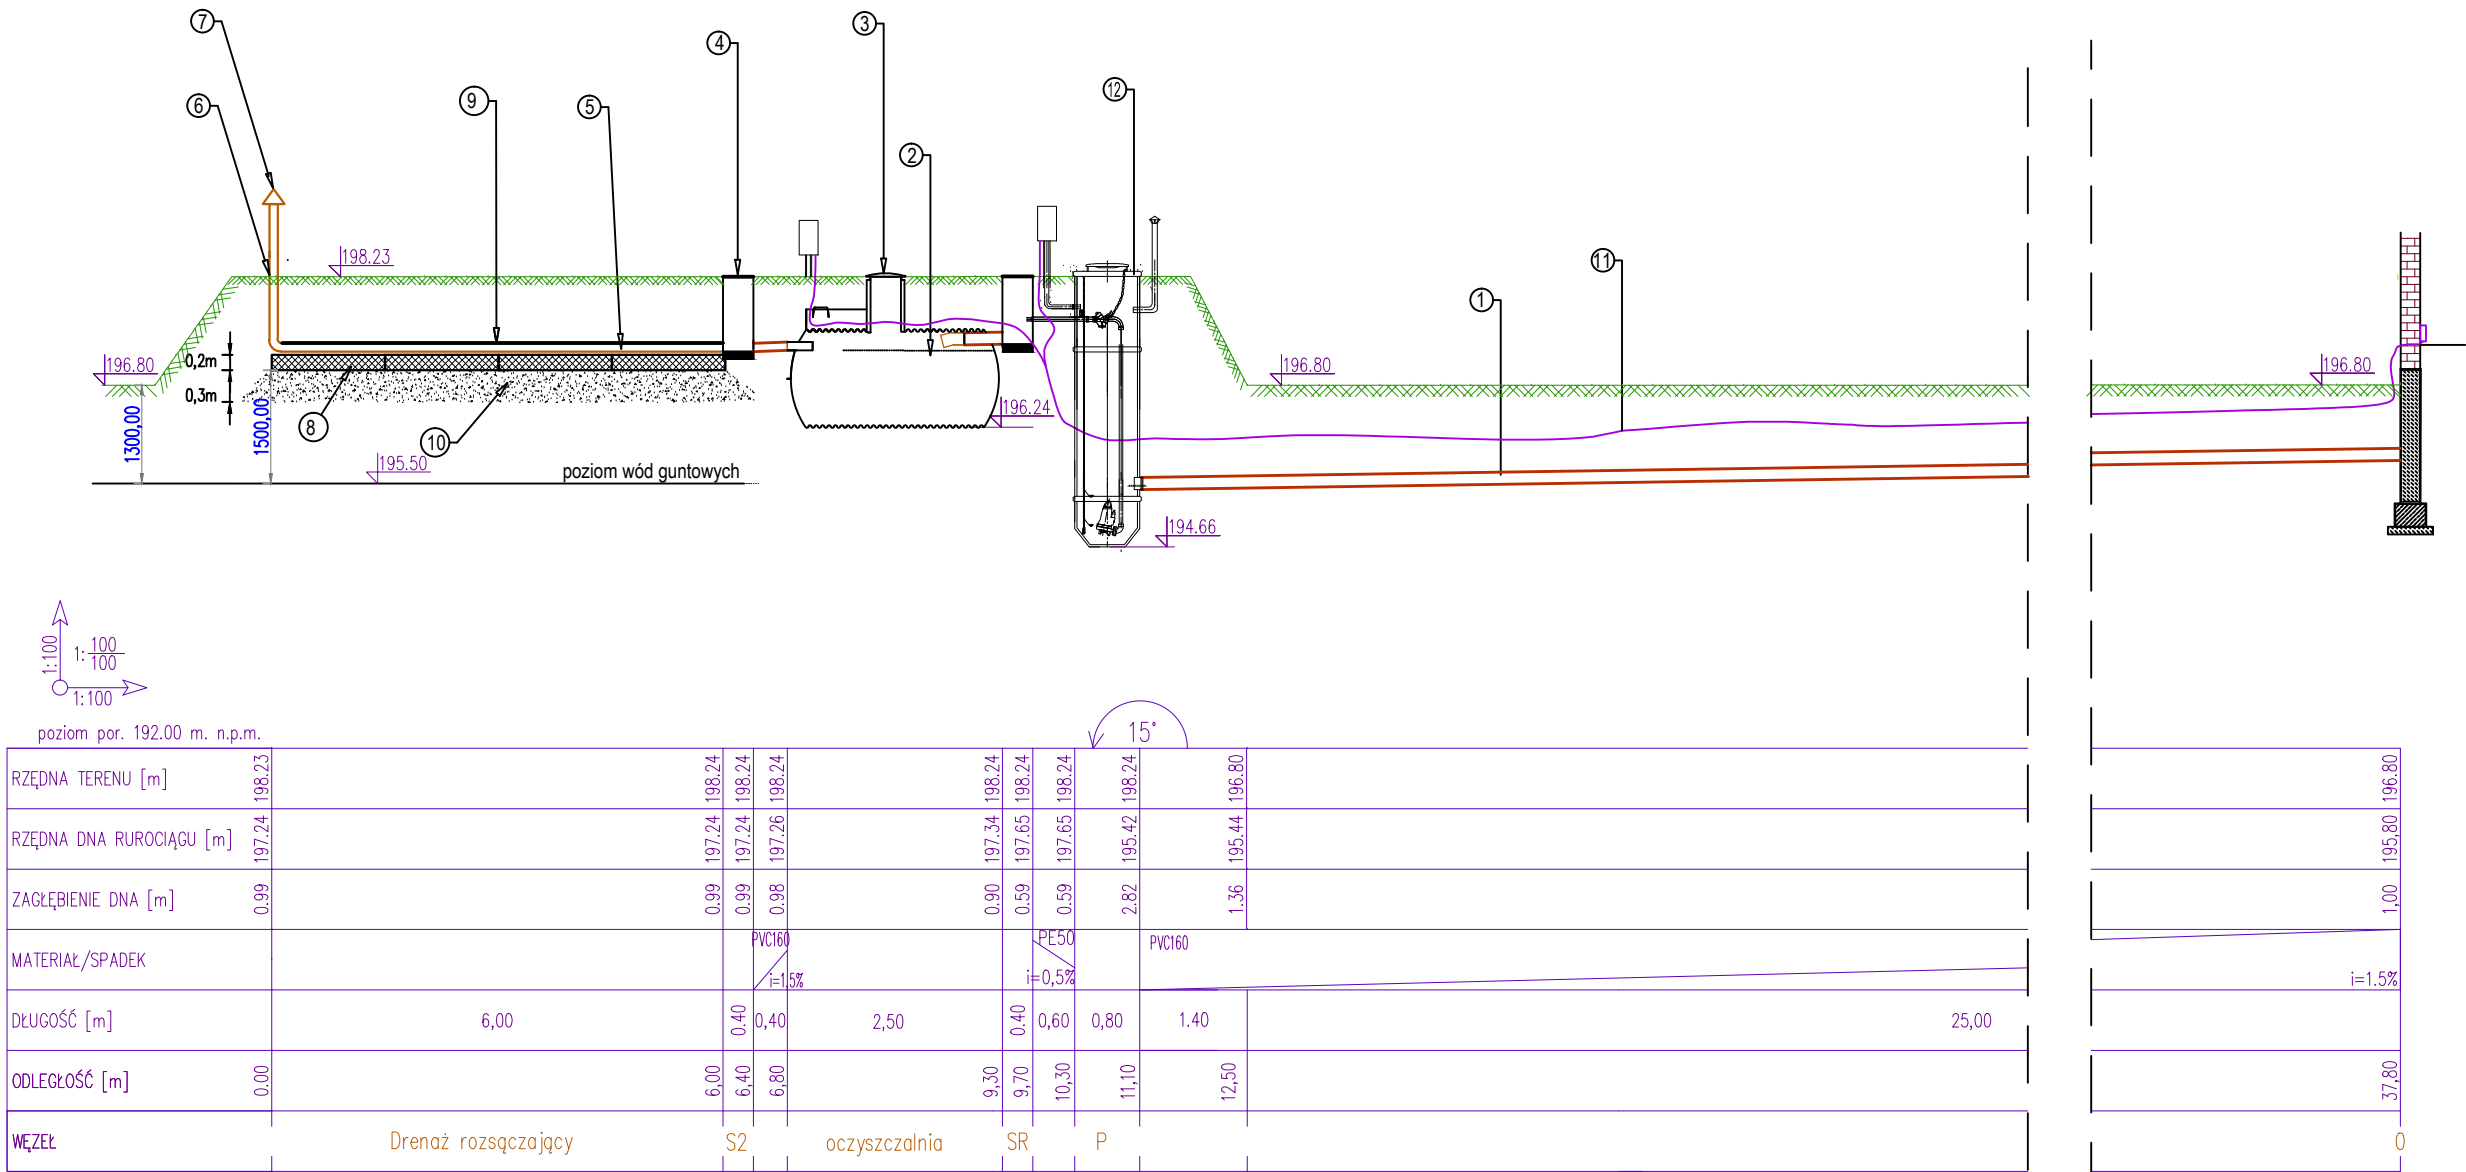 7
3
4
12
9
5
6
2
198.23
11
1
196.80
0,2m
0,3m
1300,00
1500,00
8
10
195.50
poziom wód guntowych
196.24
196.80
196.80
194.66
1:100
1: 100
100
1:100
poziom por. 192.00 m. n.p.m.
15°
RZĘDNA TERENU [m] 198.23 198.24 198.24 198.24 198.24 198.24 198.24 198.24 196.80 196.80
RZĘDNA DNA RUROCIĄGU [m] 197.24 197.24 197.24 197.26 197.34 197.65 197.65 195.42 195.44 195,80
ZAGŁĘBIENIE DNA [m] 0.99 0.99 0.99 0.98 0.90 0.59 0.59 2.82 1.36 1,00
MATERIAŁ/SPADEK PVC160 i=1.5% PE50 i=0,5% PVC160 i=1.5%
DŁUGOŚĆ [m] 6,00 0.40 0,40 2,50 0.40 0,60 0,80 1.40 25,00
ODLEGŁOŚĆ [m] 0.00 6,00 6,40 6,80 9,30 9,70 10,30 11,10 12,50 37,80
WĘZEŁ Drenaż rozsączający S2 oczyszczalnia SR P O